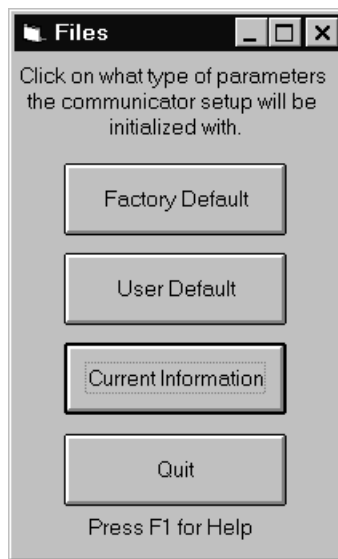 Files
Click on what type of parameters
the communicator setup will be
initialized with.
Factory Default
User Default
Current Information
Quit
Press F1 for Help